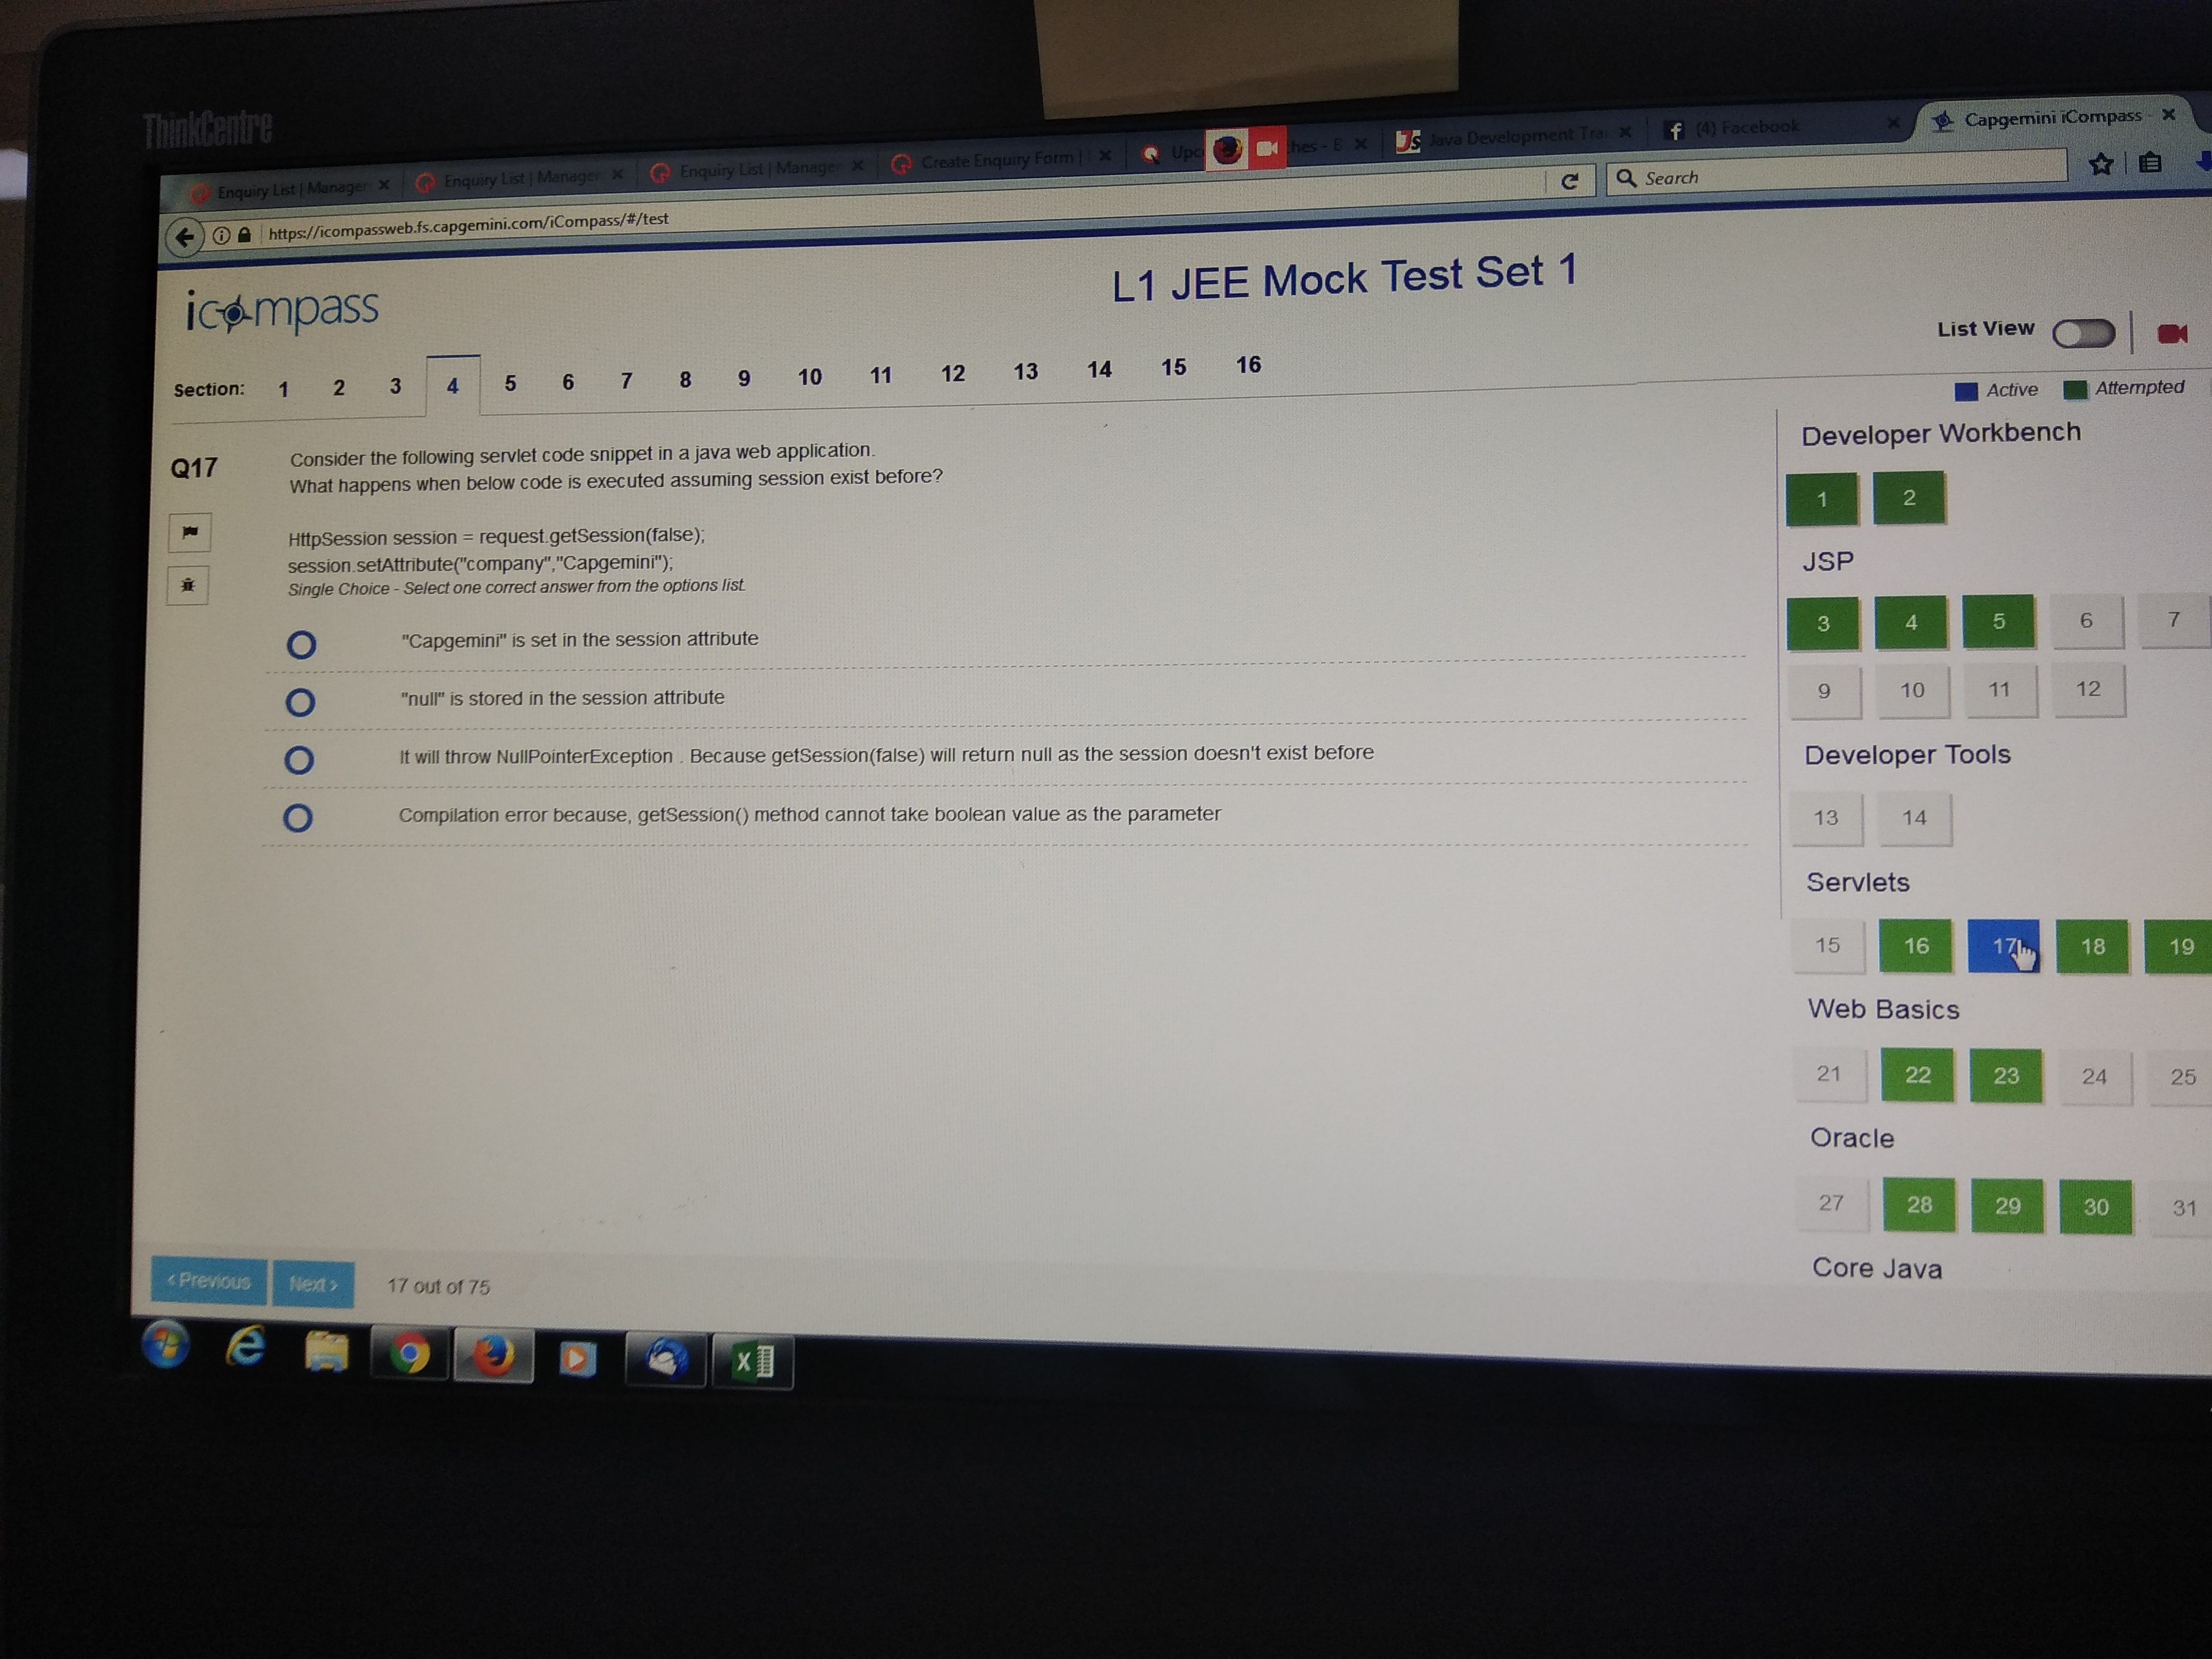 ThinkCentre
Enquiry List | Manager
Enquiry List | Manager
Enquiry List | Manager
Create Enquiry Form |
Upc
hes - B
Java Development Trai
(4) Facebook
Capgemini iCompass -
https://icompassweb.fs.capgemini.com/iCompass/#/test
Search
icompass
L1 JEE Mock Test Set 1
List View
Section: 1 2 3 4 5 6 7 8 9 10 11 12 13 14 15 16
Active Attempted
Q17
Consider the following servlet code snippet in a java web application.
What happens when below code is executed assuming session exist before?
HttpSession session = request.getSession(false);
session.setAttribute("company","Capgemini");
Single Choice - Select one correct answer from the options list.
"Capgemini" is set in the session attribute
"null" is stored in the session attribute
It will throw NullPointerException . Because getSession(false) will return null as the session doesn't exist before
Compilation error because, getSession() method cannot take boolean value as the parameter
Developer Workbench
1 2
JSP
3 4 5 6 7
9 10 11 12
Developer Tools
13 14
Servlets
15 16 17 18 19
Web Basics
21 22 23 24 25
Oracle
27 28 29 30 31
Core Java
< Previous
Next >
17 out of 75